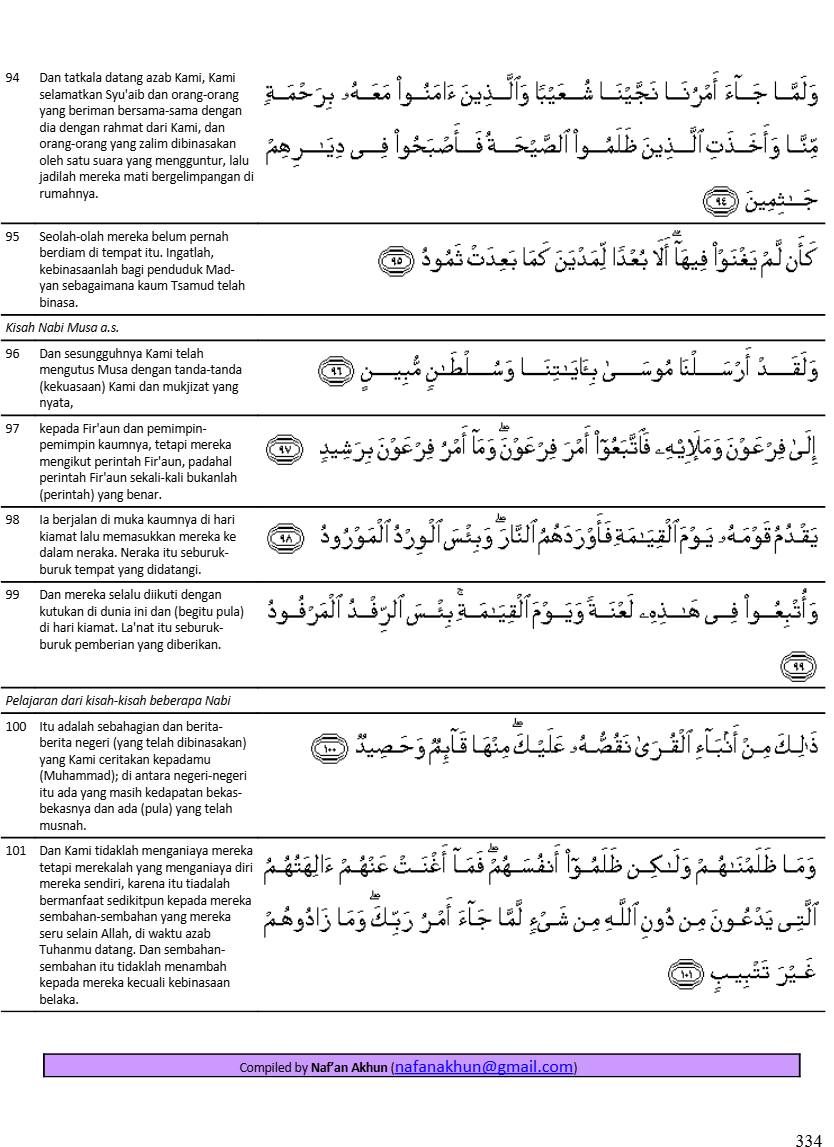 94 Dan tatkala datang azab Kami, Kami
selamatkan Syu'aib dan orang-orang
yang beriman bersama-sama dengan
dia dengan rahmat dari Kami, dan
orang-orang yang zalim dibinasakan
oleh satu suara yang mengguntur, lalu
jadilah mereka mati bergelimpangan di
rumahnya.
وَلَمَّا جَآءَ أَمْرُنَا نَجَّيْنَا شُعَيْبًا وَٱلَّذِينَ ءَامَنُوا۟ مَعَهُۥ بِرَحْمَةٍ
مِّنَّا وَأَخَذَتِ ٱلَّذِينَ ظَلَمُوا۟ ٱلصَّيْحَةُ فَأَصْبَحُوا۟ فِى دِيَـٰرِهِمْ
جَـٰثِمِينَ ٩٤
95 Seolah-olah mereka belum pernah
berdiam di tempat itu. Ingatlah,
kebinasaanlah bagi penduduk Mad-
yan sebagaimana kaum Tsamud telah
binasa.
كَأَن لَّمْ يَغْنَوْا۟ فِيهَآ ۗ أَلَا بُعْدًا لِّمَدْيَنَ كَمَا بَعِدَتْ ثَمُودُ ٩٥
Kisah Nabi Musa a.s.
96 Dan sesungguhnya Kami telah
mengutus Musa dengan tanda-tanda
(kekuasaan) Kami dan mukjizat yang
nyata,
وَلَقَدْ أَرْسَلْنَا مُوسَىٰ بِـَٔايَـٰتِنَا وَسُلْطَـٰنٍ مُّبِينٍ ٩٦
97 kepada Fir'aun dan pemimpin-
pemimpin kaumnya, tetapi mereka
mengikut perintah Fir'aun, padahal
perintah Fir'aun sekali-kali bukanlah
(perintah) yang benar.
إِلَىٰ فِرْعَوْنَ وَمَلَإِي۟هِۦ فَٱتَّبَعُوٓا۟ أَمْرَ فِرْعَوْنَ ۖ وَمَآ أَمْرُ فِرْعَوْنَ بِرَشِيدٍ ٩٧
98 Ia berjalan di muka kaumnya di hari
kiamat lalu memasukkan mereka ke
dalam neraka. Neraka itu seburuk-
buruk tempat yang didatangi.
يَقْدُمُ قَوْمَهُۥ يَوْمَ ٱلْقِيَـٰمَةِ فَأَوْرَدَهُمُ ٱلنَّارَ ۖ وَبِئْسَ ٱلْوِرْدُ ٱلْمَوْرُودُ ٩٨
99 Dan mereka selalu diikuti dengan
kutukan di dunia ini dan (begitu pula)
di hari kiamat. La'nat itu seburuk-
buruk pemberian yang diberikan.
وَأُتْبِعُوا۟ فِى هَـٰذِهِۦ لَعْنَةً وَيَوْمَ ٱلْقِيَـٰمَةِ ۚ بِئْسَ ٱلرِّفْدُ ٱلْمَرْفُودُ
٩٩
Pelajaran dari kisah-kisah beberapa Nabi
100 Itu adalah sebahagian dan berita-
berita negeri (yang telah dibinasakan)
yang Kami ceritakan kepadamu
(Muhammad); di antara negeri-negeri
itu ada yang masih kedapatan bekas-
bekasnya dan ada (pula) yang telah
musnah.
ذَٰلِكَ مِنْ أَنۢبَآءِ ٱلْقُرَىٰ نَقُصُّهُۥ عَلَيْكَ ۖ مِنْهَا قَآئِمٌ وَحَصِيدٌ ١٠٠
101 Dan Kami tidaklah menganiaya mereka
tetapi merekalah yang menganiaya diri
mereka sendiri, karena itu tiadalah
bermanfaat sedikitpun kepada mereka
sembahan-sembahan yang mereka
seru selain Allah, di waktu azab
Tuhanmu datang. Dan sembahan-
sembahan itu tidaklah menambah
kepada mereka kecuali kebinasaan
belaka.
وَمَا ظَلَمْنَـٰهُمْ وَلَـٰكِن ظَلَمُوٓا۟ أَنفُسَهُمْ ۖ فَمَآ أَغْنَتْ عَنْهُمْ ءَالِهَتُهُمُ
ٱلَّتِى يَدْعُونَ مِن دُونِ ٱللَّهِ مِن شَىْءٍ لَّمَّا جَآءَ أَمْرُ رَبِّكَ ۖ وَمَا زَادُوهُمْ
غَيْرَ تَتْبِيبٍ ١٠١
Compiled by Naf’an Akhun (nafanakhun@gmail.com)
334